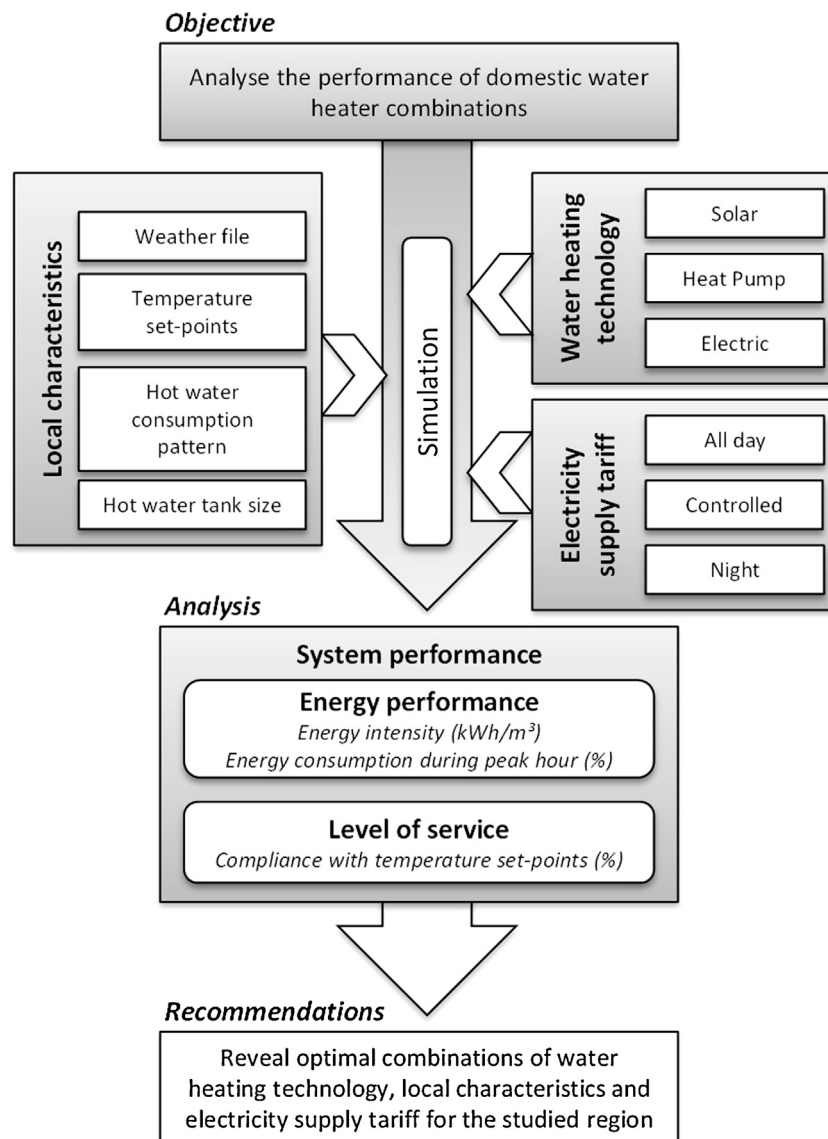 Objective
Analyse the performance of domestic water
heater combinations
Local characteristics
Weather file
Temperature
set-points
Hot water
consumption
pattern
Hot water tank size
Simulation
Water heating
technology
Solar
Heat Pump
Electric
Electricity
supply tariff
All day
Controlled
Night
Analysis
System performance
Energy performance
Energy intensity (kWh/m³)
Energy consumption during peak hour (%)
Level of service
Compliance with temperature set-points (%)
Recommendations
Reveal optimal combinations of water
heating technology, local characteristics and
electricity supply tariff for the studied region